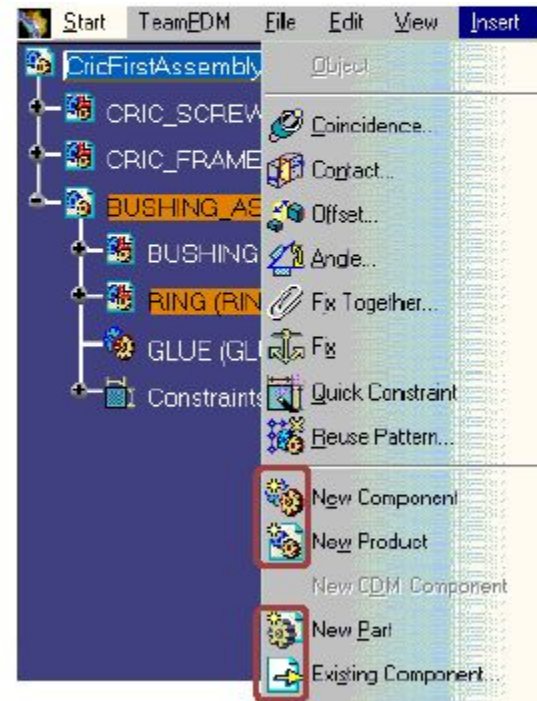 Start TeamPDM File Edit View Insert
CricFirstAssembly
CRIC_SCREW
CRIC_FRAME
BUSHING_AS
BUSHING
RING (RIN
GLUE (GL
Constraints
Object
Coincidence...
Contact...
Offset...
Angle...
Fix Together...
Fix
Quick Constraint
Reuse Pattern...
New Component
New Product
New CDM Component
New Part
Existing Component...